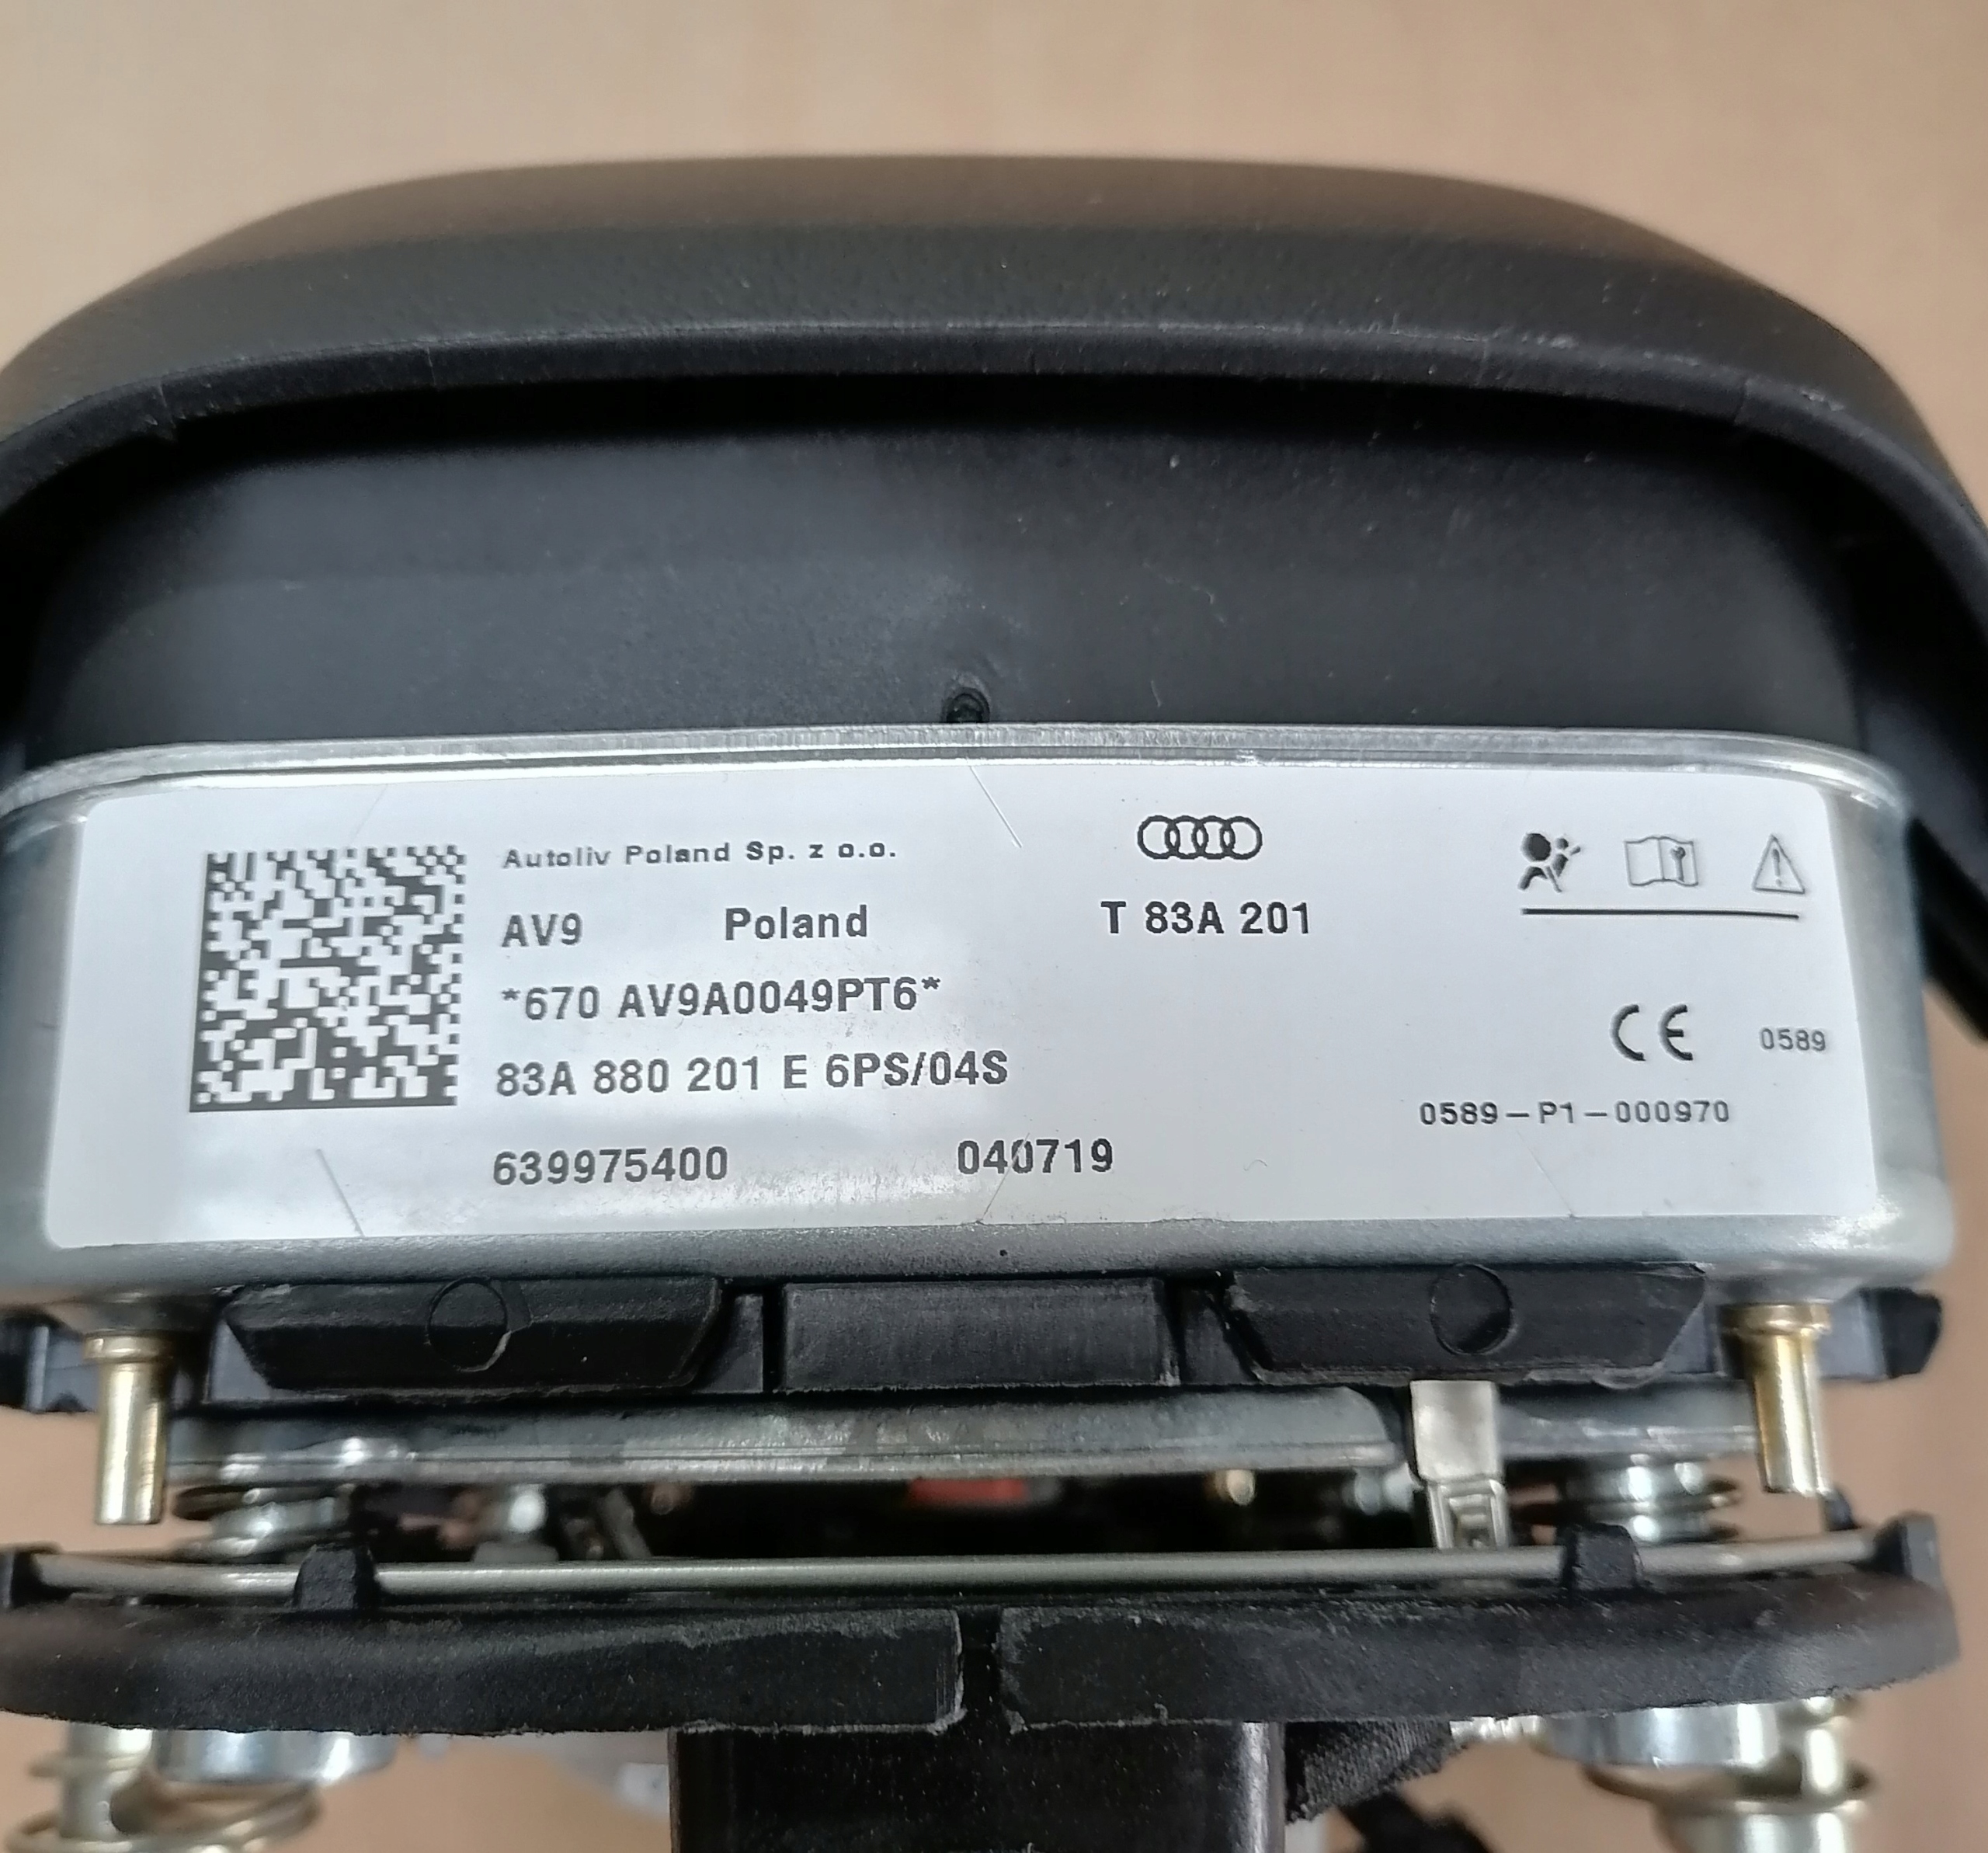 Autoliv Poland Sp. z o.o.
AV9 Poland
T 83A 201
*670 AV9A0049PT6*
83A 880 201 E 6PS/04S
639975400 040719
CE 0589
0589-P1-000970